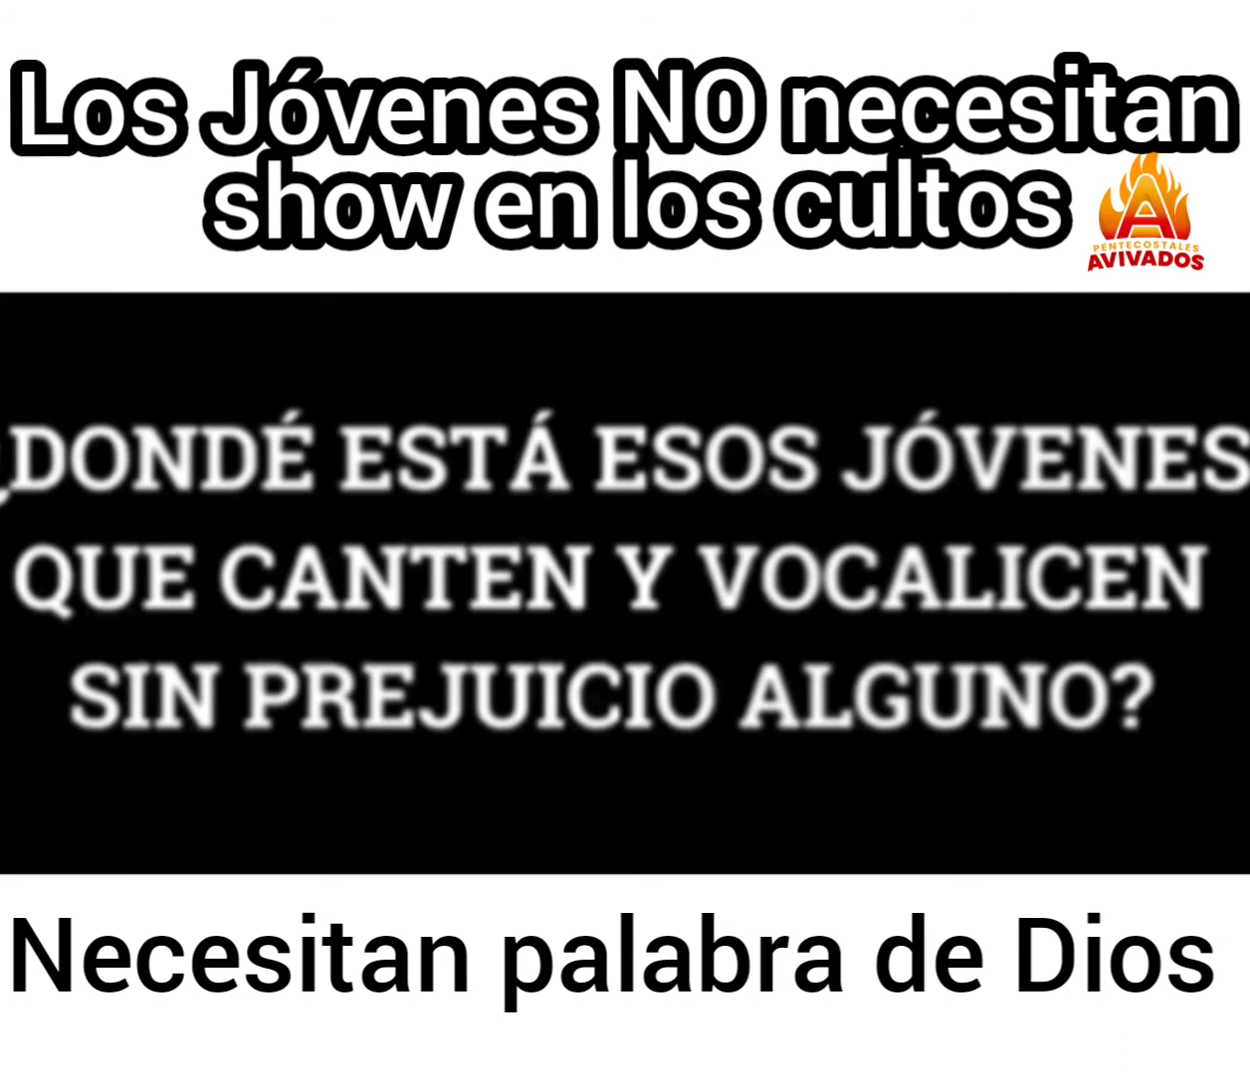 Los Jóvenes NO necesitan
show en los cultos
A
PENTECOSTALES
AVIVADOS
¿DONDÉ ESTÁ ESOS JÓVENES
QUE CANTEN Y VOCALICEN
SIN PREJUICIO ALGUNO?
Necesitan palabra de Dios